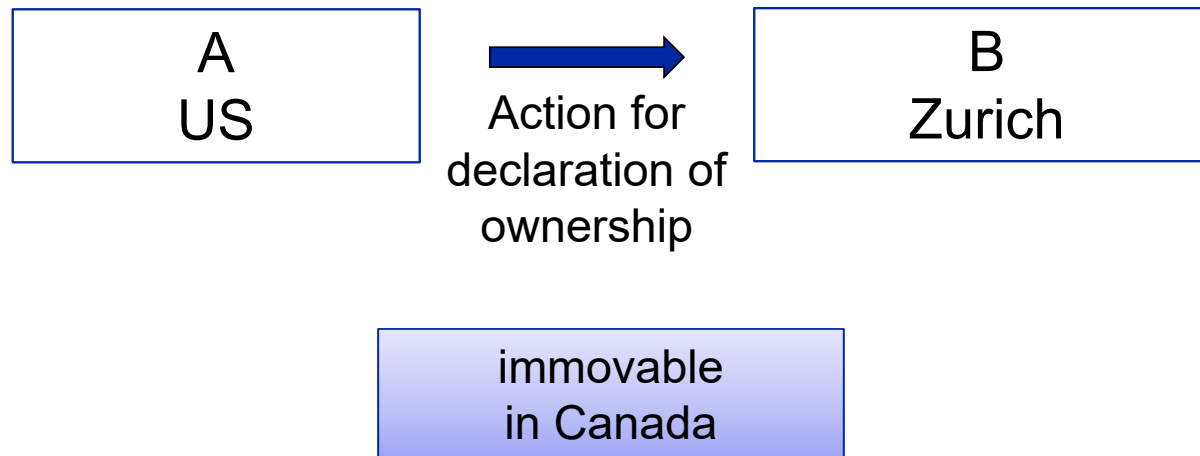 A
US
Action for
declaration of
ownership
B
Zurich
immovable
in Canada